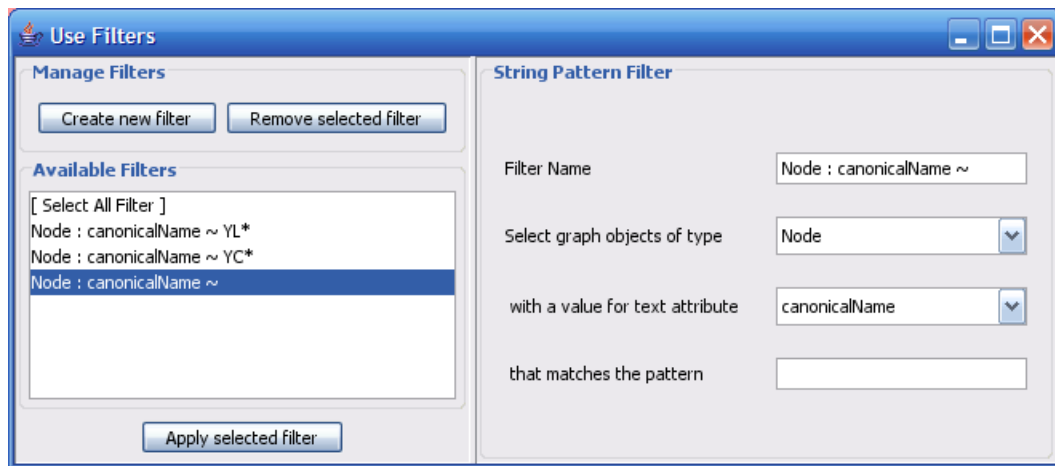 Use Filters
Manage Filters
Create new filter
Remove selected filter
Available Filters
[ Select All Filter ]
Node : canonicalName ~ YL*
Node : canonicalName ~ YC*
Node : canonicalName ~
Apply selected filter
String Pattern Filter
Filter Name
Node : canonicalName ~
Select graph objects of type
Node
with a value for text attribute
canonicalName
that matches the pattern